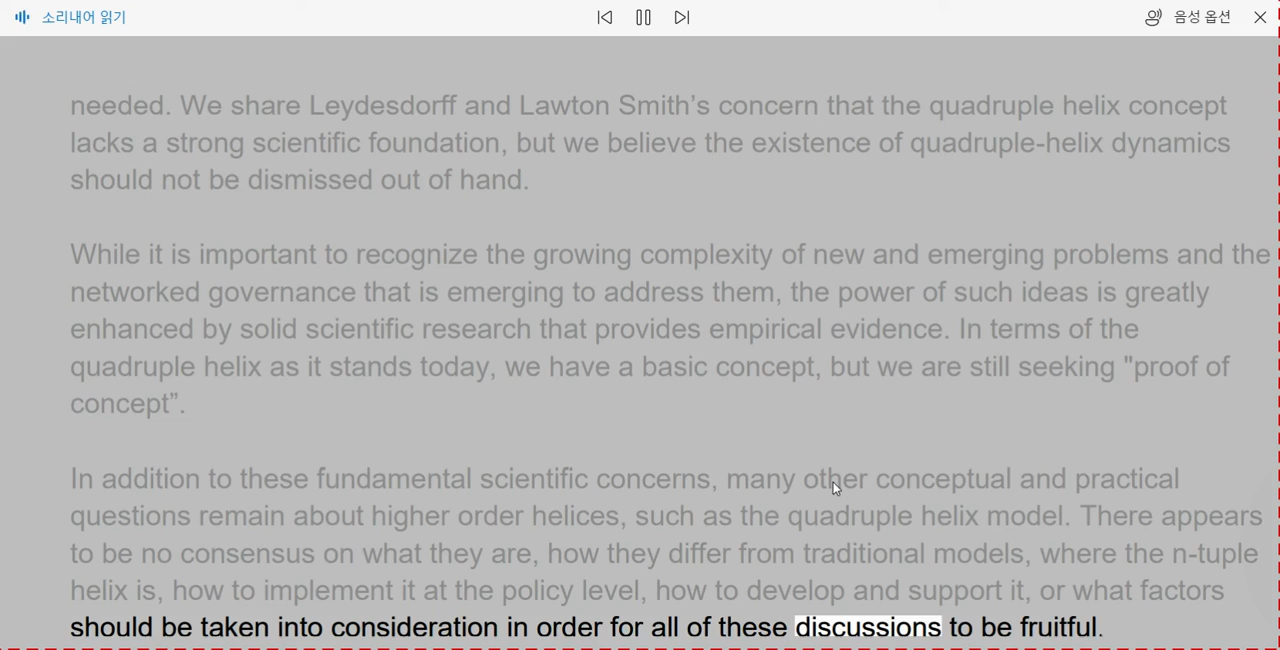 소리내어 읽기
음성 옵션
needed. We share Leydesdorff and Lawton Smith’s concern that the quadruple helix concept
lacks a strong scientific foundation, but we believe the existence of quadruple-helix dynamics
should not be dismissed out of hand.
While it is important to recognize the growing complexity of new and emerging problems and the
networked governance that is emerging to address them, the power of such ideas is greatly
enhanced by solid scientific research that provides empirical evidence. In terms of the
quadruple helix as it stands today, we have a basic concept, but we are still seeking "proof of
concept”.
In addition to these fundamental scientific concerns, many other conceptual and practical
questions remain about higher order helices, such as the quadruple helix model. There appears
to be no consensus on what they are, how they differ from traditional models, where the n-tuple
helix is, how to implement it at the policy level, how to develop and support it, or what factors
should be taken into consideration in order for all of these discussions to be fruitful.